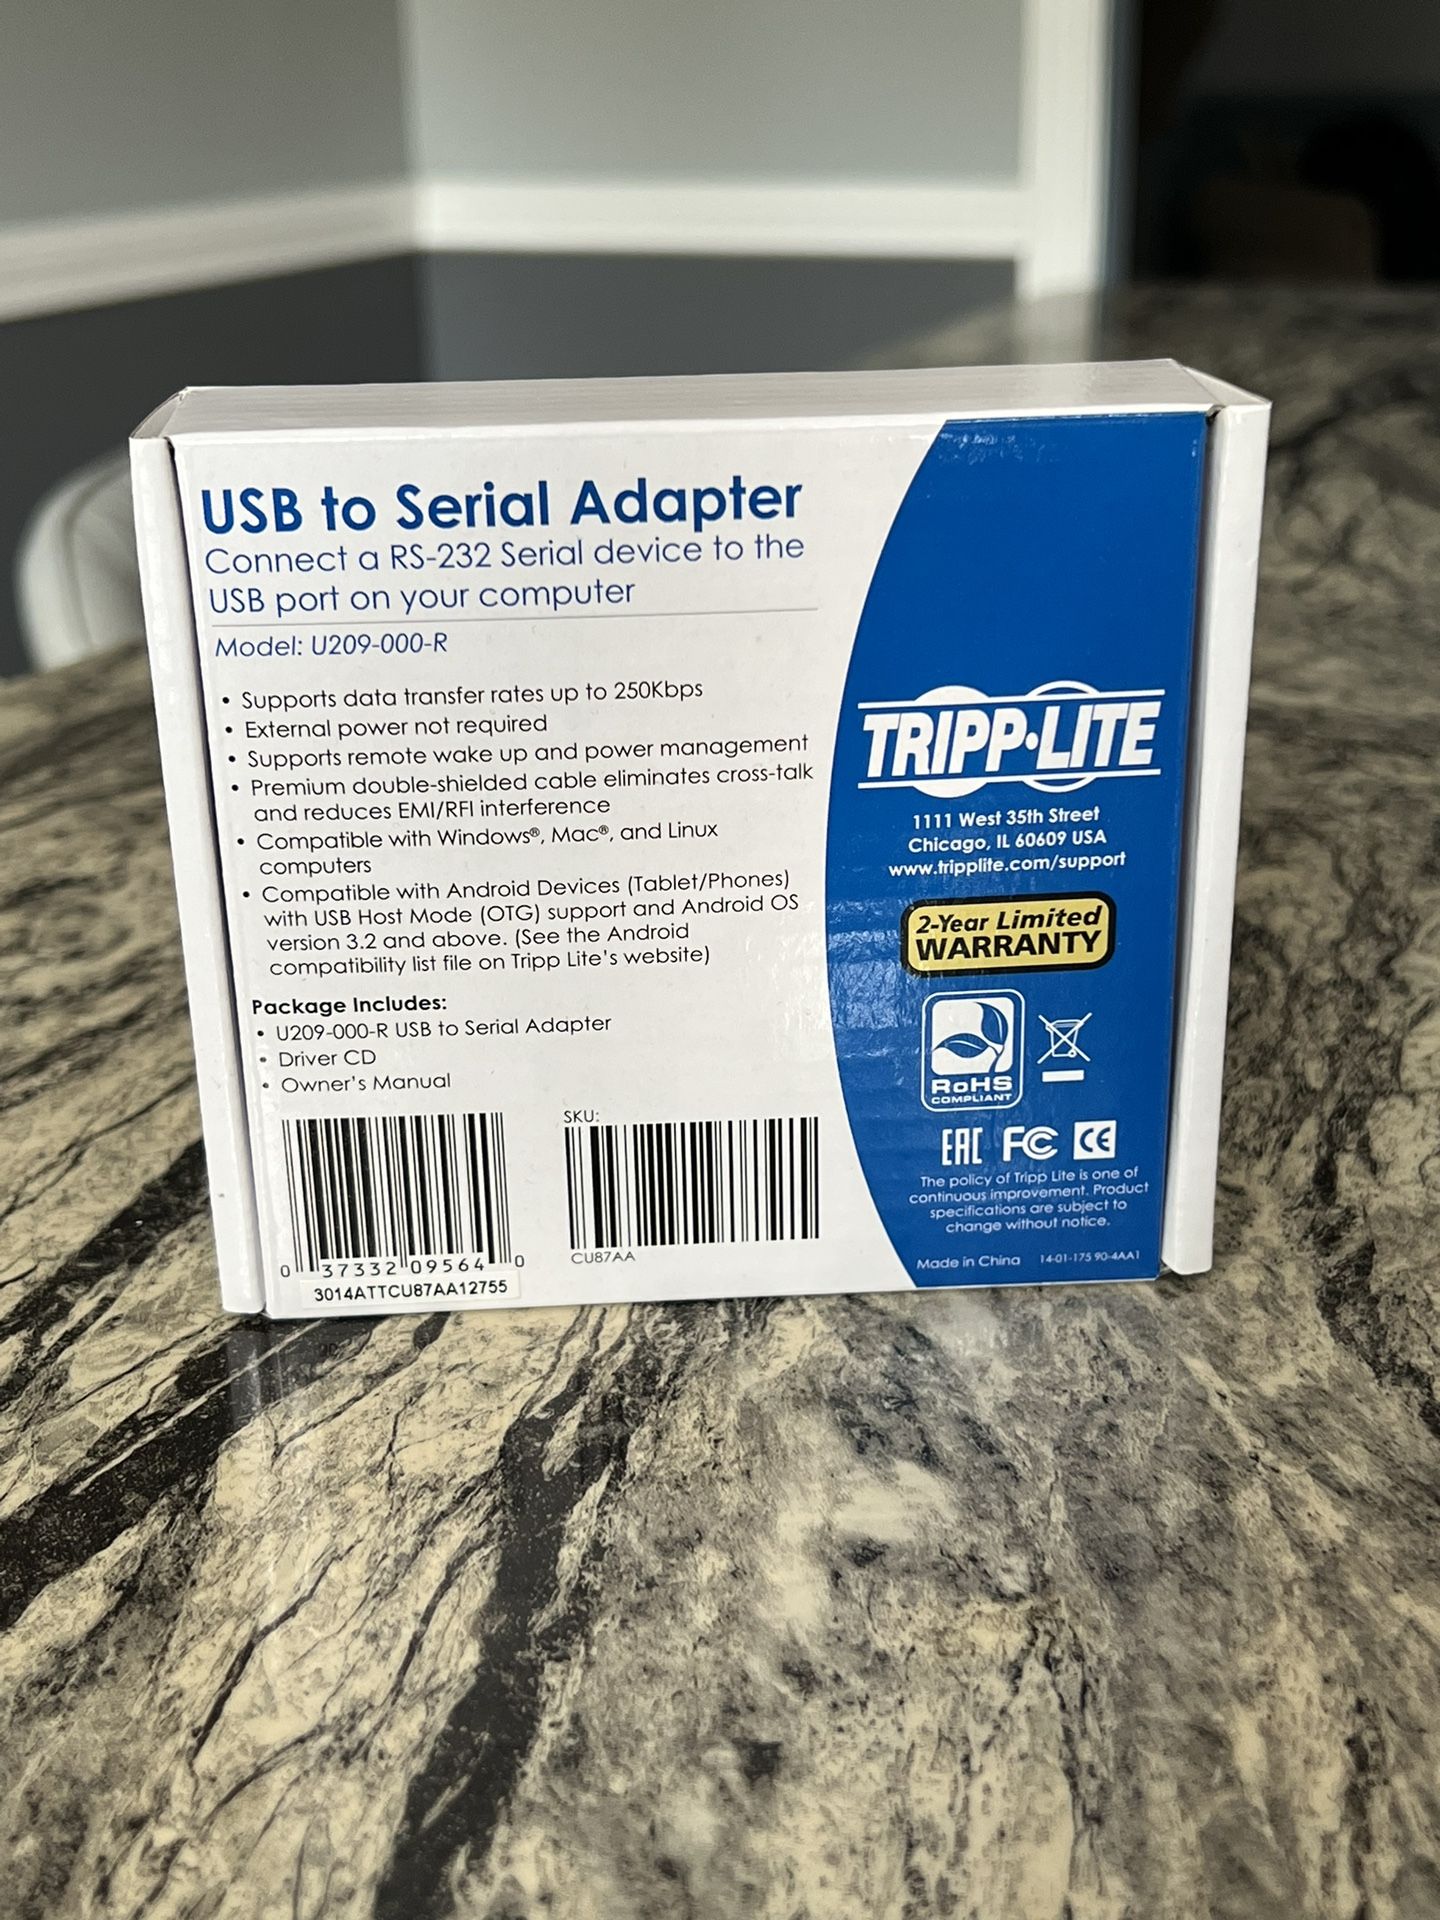 USB to Serial Adapter
Connect a RS-232 Serial device to the
USB port on your computer
Model: U209-000-R
• Supports data transfer rates up to 250Kbps
• External power not required
• Supports remote wake up and power management
• Premium double-shielded cable eliminates cross-talk
and reduces EMI/RFI interference
• Compatible with Windows®, Mac®, and Linux
computers
• Compatible with Android Devices (Tablet/Phones)
with USB Host Mode (OTG) support and Android OS
version 3.2 and above. (See the Android
compatibility list file on Tripp Lite's website)
Package Includes:
• U209-000-R USB to Serial Adapter
• Driver CD
• Owner's Manual
0 37332 09564 0
3014ATTCU87AA12755
SKU:
CU87AA
TRIPP·LITE
1111 West 35th Street
Chicago, IL 60609 USA
www.tripplite.com/support
2-Year Limited
WARRANTY
RoHS
COMPLIANT
EAC FC CE
The policy of Tripp Lite is one of
continuous improvement. Product
specifications are subject to
change without notice.
Made in China 14-01-175 90-4AA1